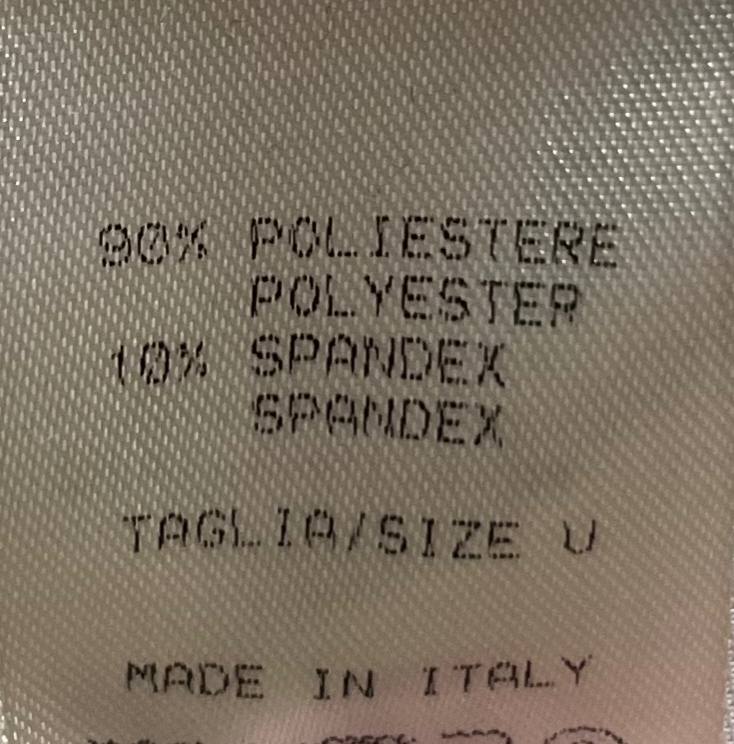 90% POLIESTERE
POLYESTER
10% SPANDEX
SPANDEX
TAGLIA/SIZE U
MADE IN ITALY